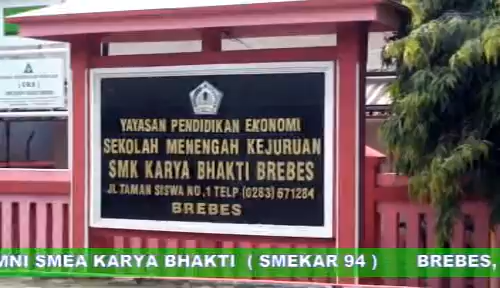 YAYASAN PENDIDIKAN EKONOMI
SEKOLAH MENENGAH KEJURUAN
SMK KARYA BHAKTI BREBES
JL TAMAN SISWA NO.1 TELP (0283) 671284
BREBES
MNI SMEA KARYA BHAKTI ( SMEKAR 94 ) BREBES,